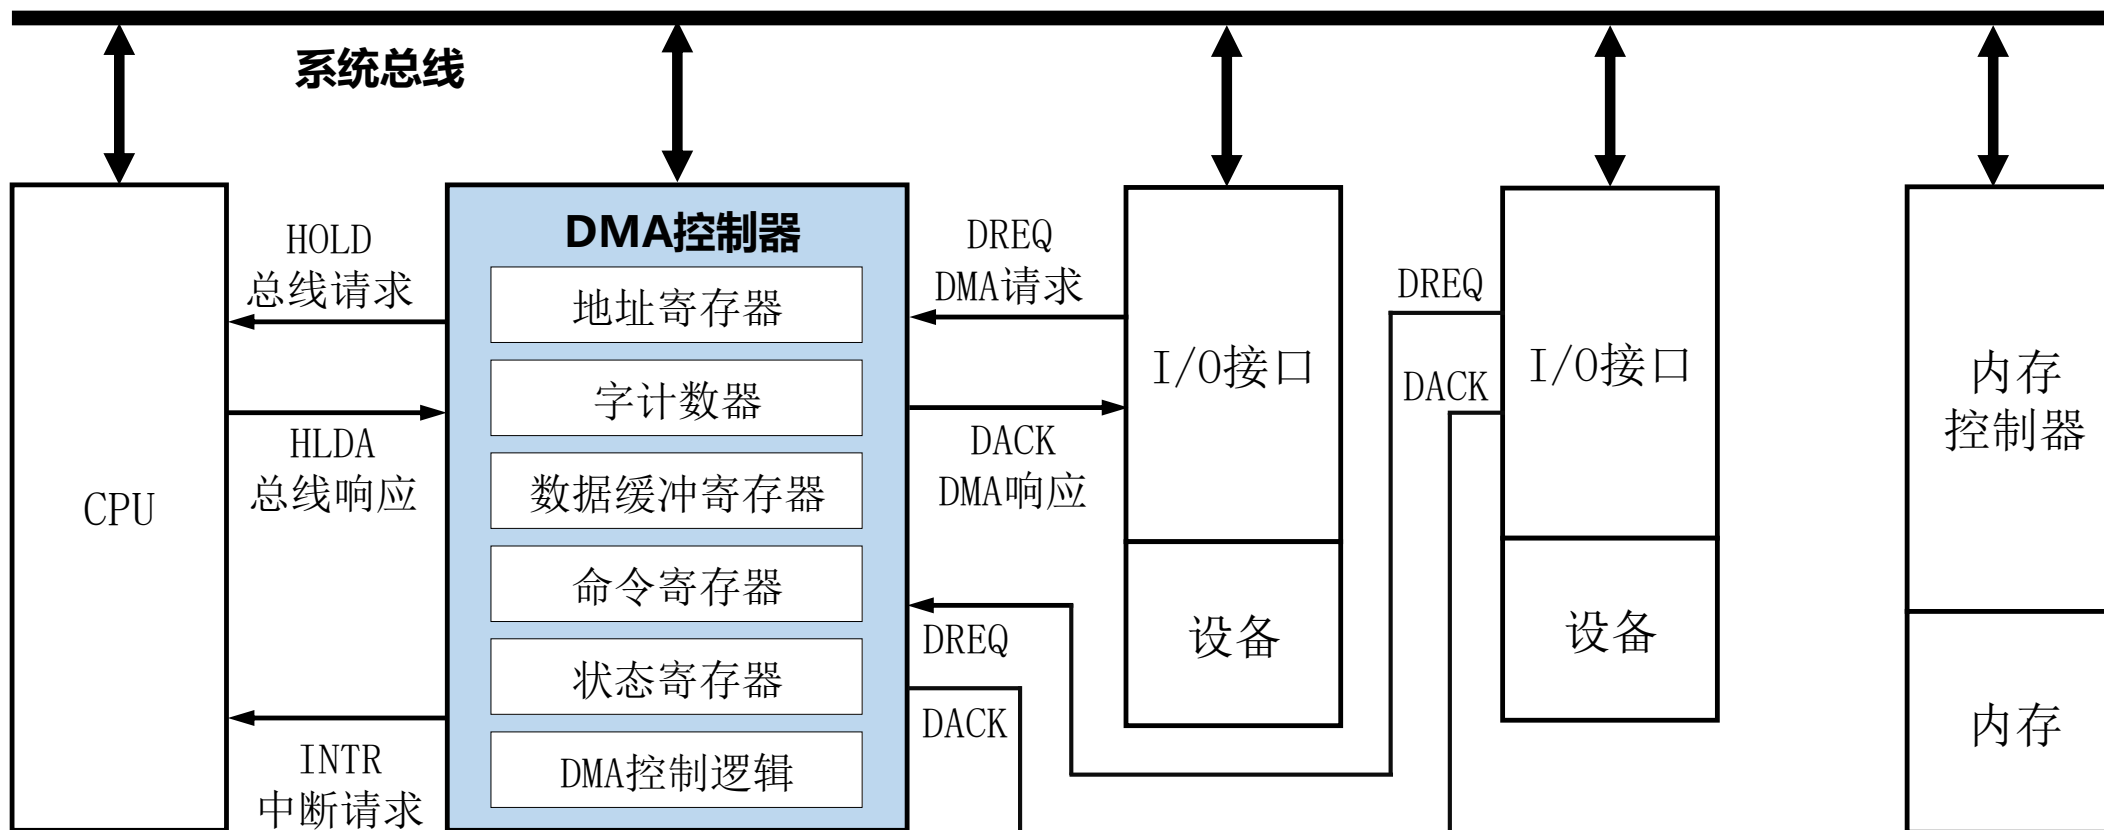 系统总线
CPU
HOLD
总线请求
HLDA
总线响应
INTR
中断请求
DMA控制器
地址寄存器
字计数器
数据缓冲寄存器
命令寄存器
状态寄存器
DMA控制逻辑
DREQ
DMA请求
DACK
DMA响应
DREQ
DACK
I/O接口
设备
DREQ
DACK
I/O接口
设备
内存
控制器
内存